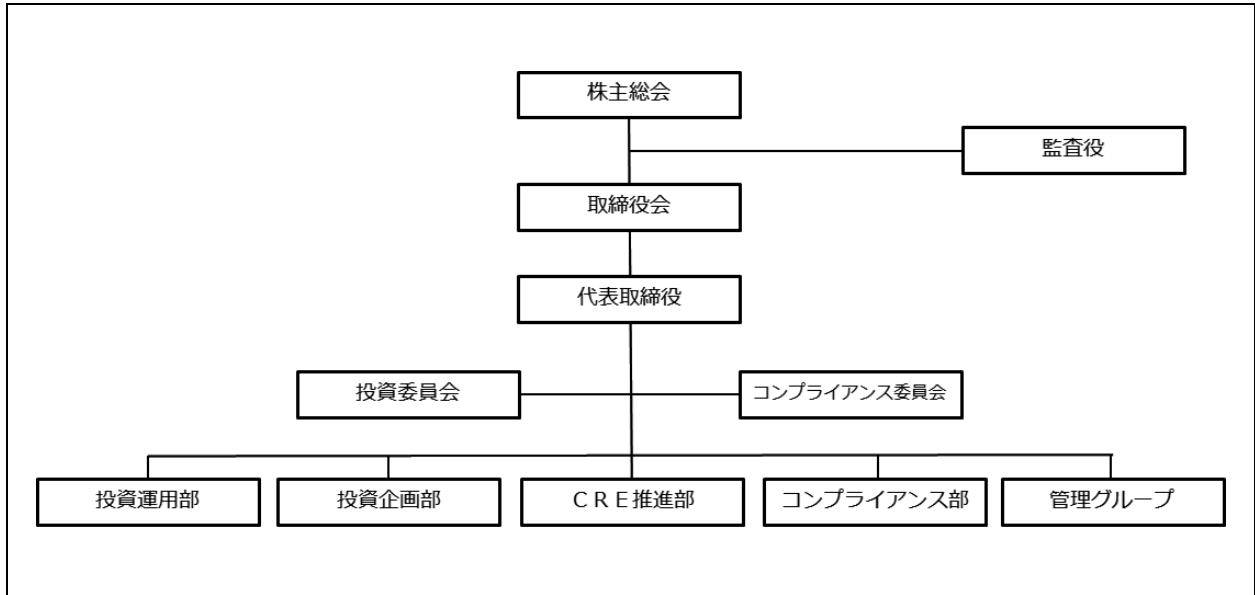 株主総会
監査役
取締役会
代表取締役
投資委員会
コンプライアンス委員会
投資運用部
投資企画部
ＣＲＥ推進部
コンプライアンス部
管理グループ